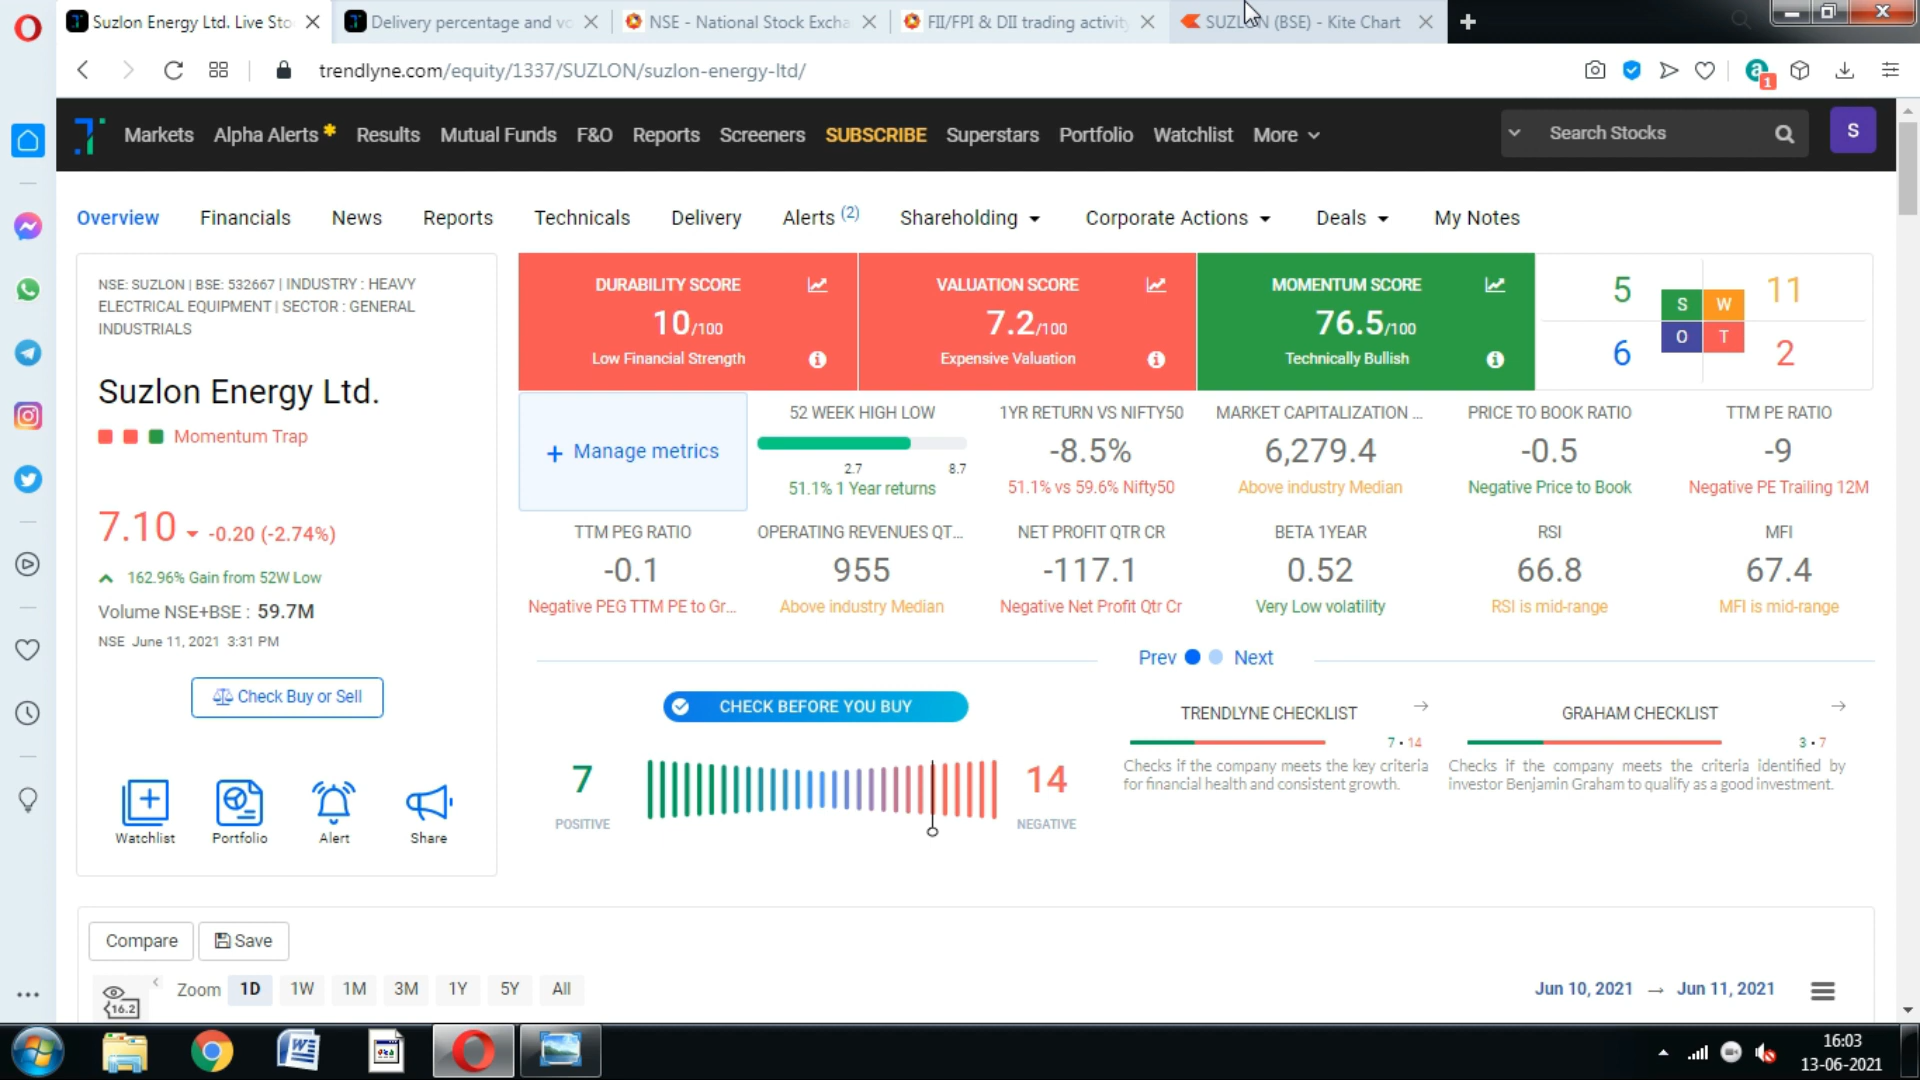 Suzlon Energy Ltd. Live Sto
Delivery percentage and vo
NSE - National Stock Excha
FII/FPI & DII trading activity
SUZLON (BSE) - Kite Chart
trendlyne.com/equity/1337/SUZLON/suzlon-energy-ltd/
1
Markets Alpha Alerts Results Mutual Funds F&O Reports Screeners SUBSCRIBE Superstars Portfolio Watchlist More Search Stocks S
Overview Financials News Reports Technicals Delivery Alerts (2) Shareholding Corporate Actions Deals My Notes
NSE: SUZLON | BSE: 532667 | INDUSTRY : HEAVY
ELECTRICAL EQUIPMENT | SECTOR : GENERAL
INDUSTRIALS
Suzlon Energy Ltd.
Momentum Trap
7.10 -0.20 (-2.74%)
162.96% Gain from 52W Low
Volume NSE+BSE : 59.7M
NSE June 11, 2021 3:31 PM
Check Buy or Sell
Watchlist Portfolio Alert Share
DURABILITY SCORE
10/100
Low Financial Strength
VALUATION SCORE
7.2/100
Expensive Valuation
MOMENTUM SCORE
76.5/100
Technically Bullish
5 S W 11
6 O T 2
+ Manage metrics
52 WEEK HIGH LOW
2.7 8.7
51.1% 1 Year returns
1YR RETURN VS NIFTY50
-8.5%
51.1% vs 59.6% Nifty50
MARKET CAPITALIZATION ...
6,279.4
Above industry Median
PRICE TO BOOK RATIO
-0.5
Negative Price to Book
TTM PE RATIO
-9
Negative PE Trailing 12M
TTM PEG RATIO
-0.1
Negative PEG TTM PE to Gr...
OPERATING REVENUES QT...
955
Above industry Median
NET PROFIT QTR CR
-117.1
Negative Net Profit Qtr Cr
BETA 1YEAR
0.52
Very Low volatility
RSI
66.8
RSI is mid-range
MFI
67.4
MFI is mid-range
Prev Next
CHECK BEFORE YOU BUY
7
POSITIVE
14
NEGATIVE
TRENDLYNE CHECKLIST
7 • 14
Checks if the company meets the key criteria
for financial health and consistent growth.
GRAHAM CHECKLIST
3 • 7
Checks if the company meets the criteria identified by
investor Benjamin Graham to qualify as a good investment.
Compare Save
16.2
Zoom 1D 1W 1M 3M 1Y 5Y All
Jun 10, 2021 → Jun 11, 2021
16:03
13-06-2021